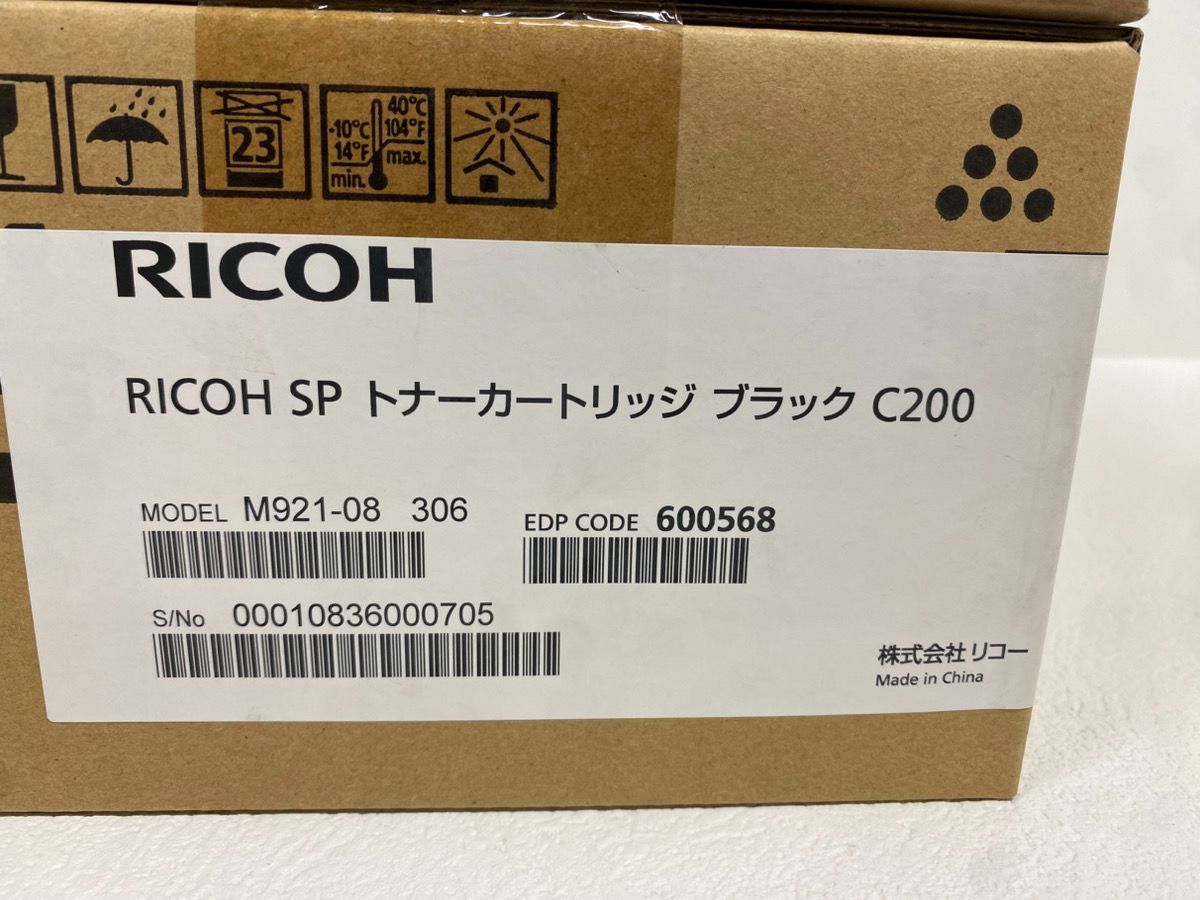 23
-10℃
14°F
min.
40℃
104°F
max.
RICOH
RICOH SP トナーカートリッジ ブラック C200
MODEL M921-08 306
EDP CODE 600568
S/No 00010836000705
株式会社 リコー
Made in China